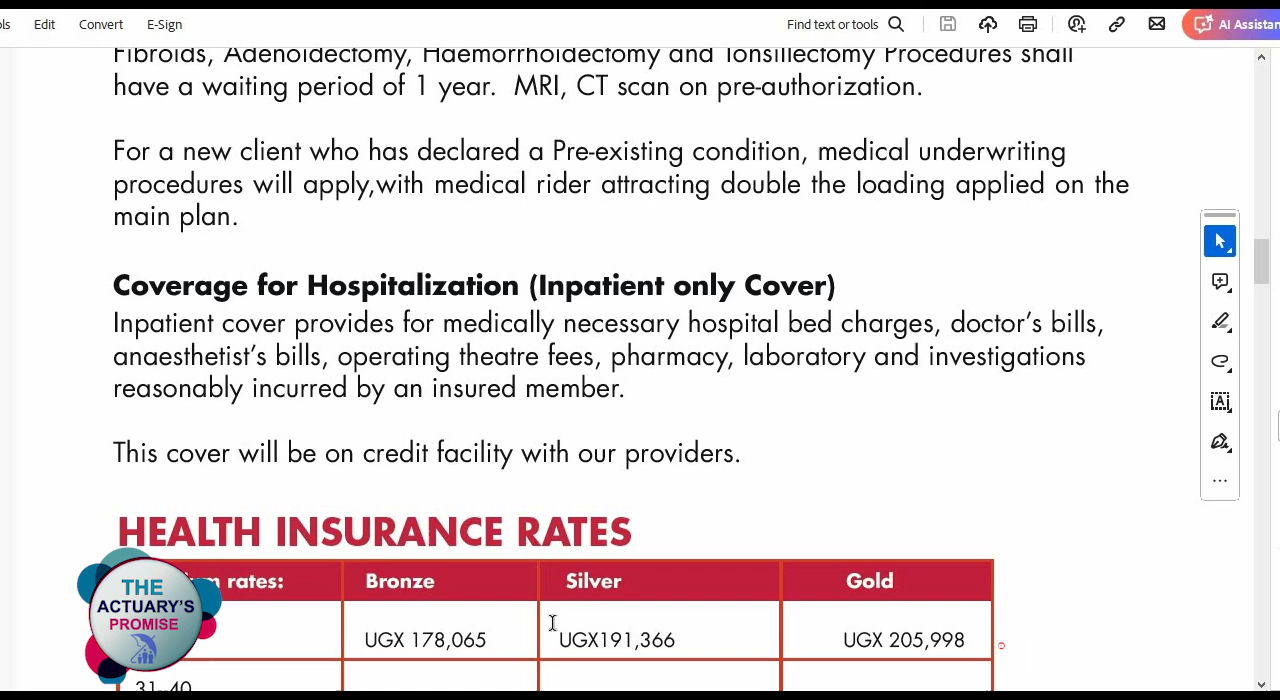 Edit Convert E-Sign Find text or tools AI Assistan
Fibroids, Adenoidectomy, Haemorrhoidectomy and Tonsillectomy Procedures shall
have a waiting period of 1 year. MRI, CT scan on pre-authorization.
For a new client who has declared a Pre-existing condition, medical underwriting
procedures will apply,with medical rider attracting double the loading applied on the
main plan.
Coverage for Hospitalization (Inpatient only Cover)
Inpatient cover provides for medically necessary hospital bed charges, doctor's bills,
anaesthetist's bills, operating theatre fees, pharmacy, laboratory and investigations
reasonably incurred by an insured member.
This cover will be on credit facility with our providers.
HEALTH INSURANCE RATES
rates: Bronze Silver Gold
UGX 178,065 UGX191,366 UGX 205,998
31-40
THE
ACTUARY'S
PROMISE